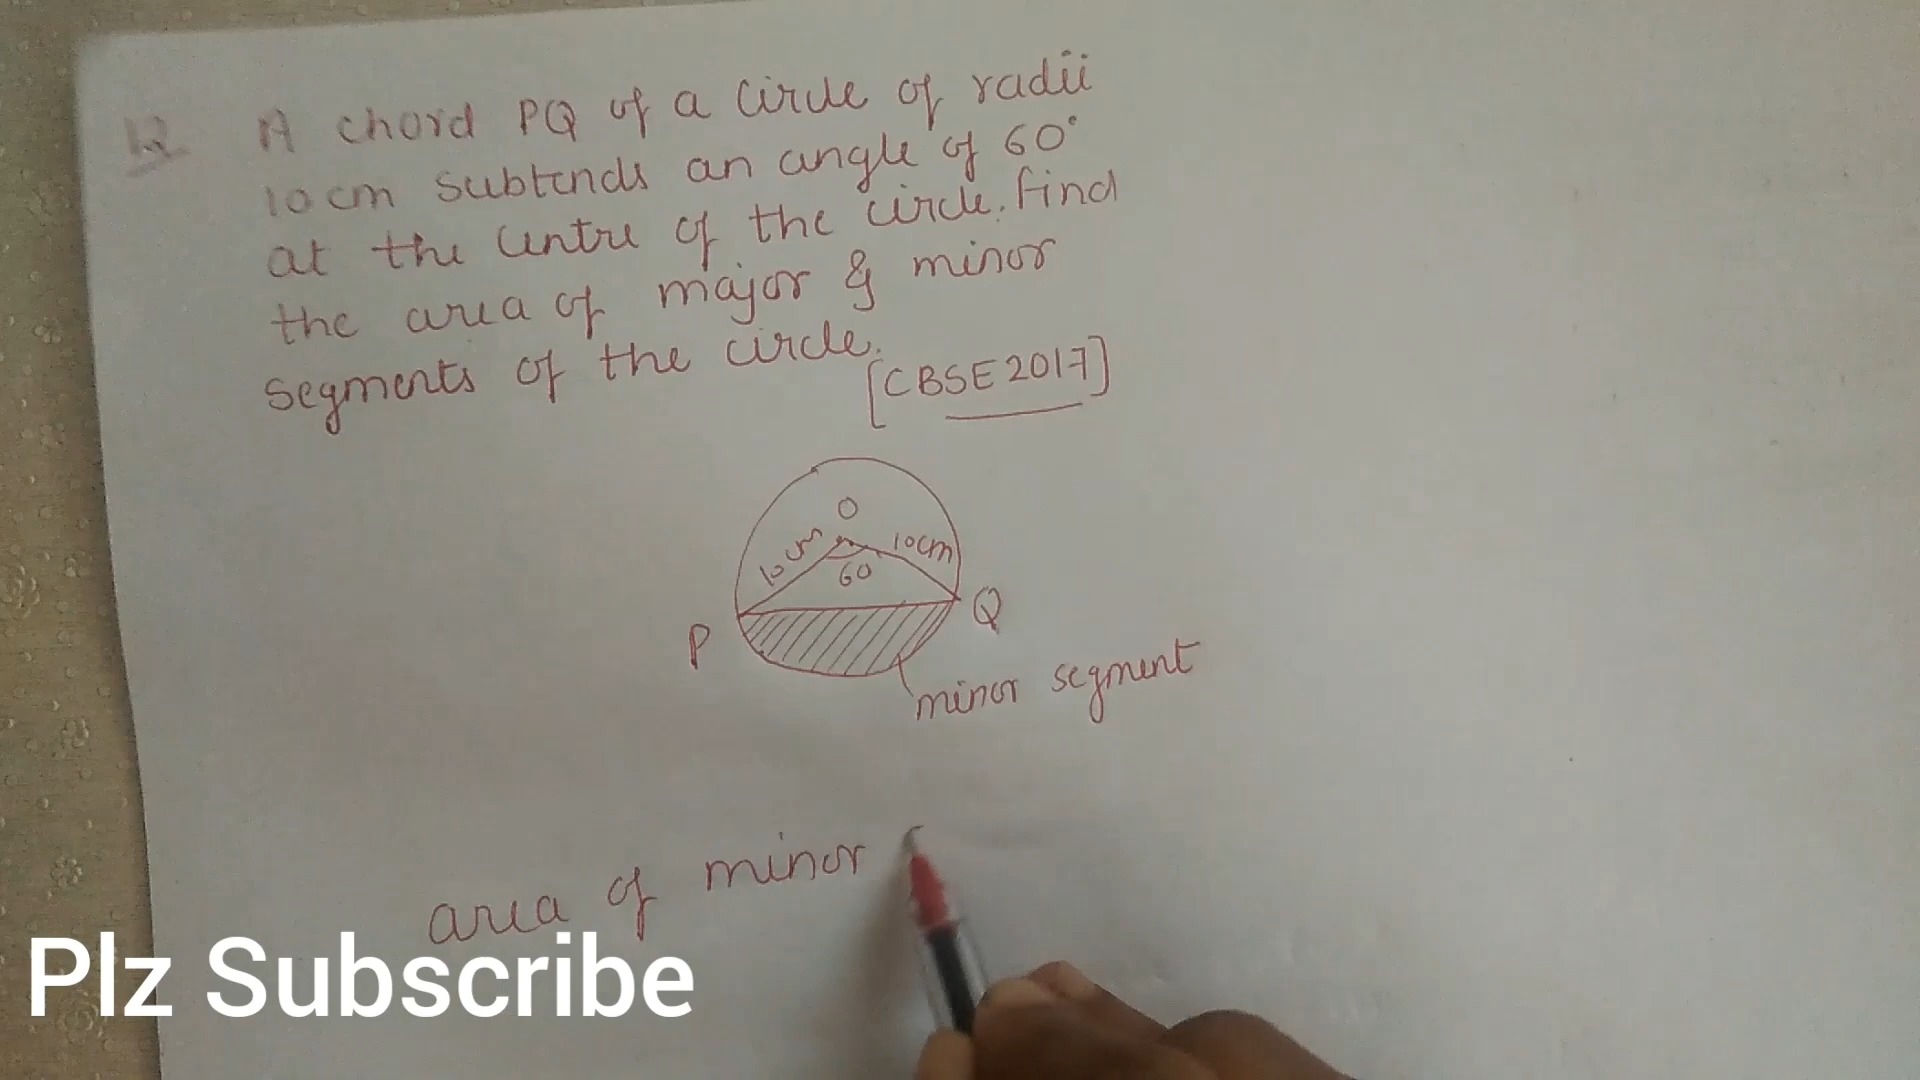 Q A chord PQ of a circle of radii
10 cm subtends an angle of 60°
at the centre of the circle. Find
the area of major & minor
segments of the circle.
[CBSE 2017]
O
10 cm
10cm
60
P
Q
minor segment
area of minor
Plz Subscribe